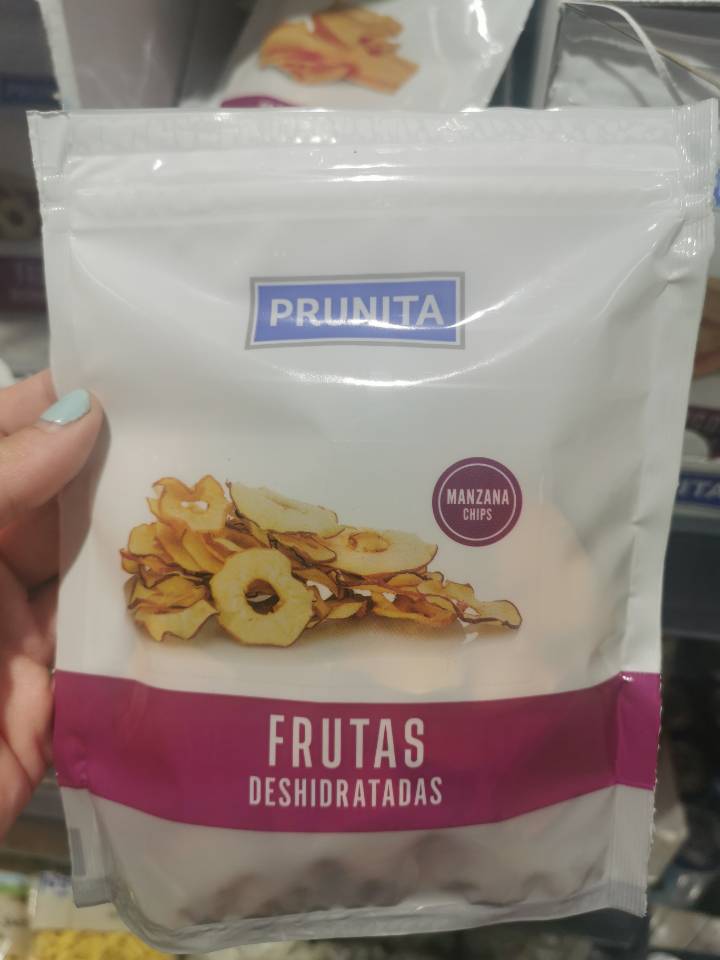 PRUNITA
MANZANA
CHIPS
FRUTAS
DESHIDRATADAS